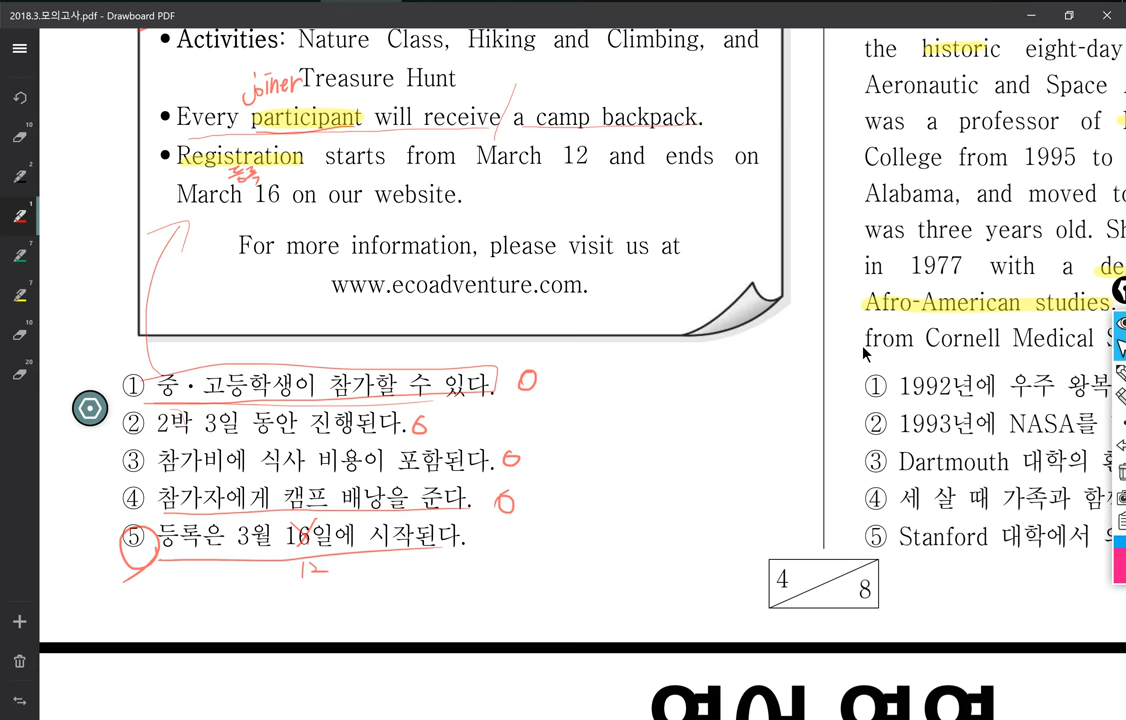 2018.3.모의고사.pdf - Drawboard PDF
• Activities: Nature Class, Hiking and Climbing, and
joiner
Treasure Hunt
• Every participant will receive a camp backpack.
• Registration starts from March 12 and ends on
등록
March 16 on our website.
For more information, please visit us at
www.ecoadventure.com.
① 중・고등학생이 참가할 수 있다. O
② 2박 3일 동안 진행된다. O
③ 참가비에 식사 비용이 포함된다. O
④ 참가자에게 캠프 배낭을 준다. O
⑤ 등록은 3월 16일에 시작된다.
12
the historic eight-day
Aeronautic and Space
was a professor of
College from 1995 to
Alabama, and moved to
was three years old.
in 1977 with a
Afro-American studies.
from Cornell Medical
① 1992년에 우주 왕복
② 1993년에 NASA를
③ Dartmouth 대학의
④ 세 살 때 가족과 함께
⑤ Stanford 대학에서
4 8
10
2
1
7
7
10
20